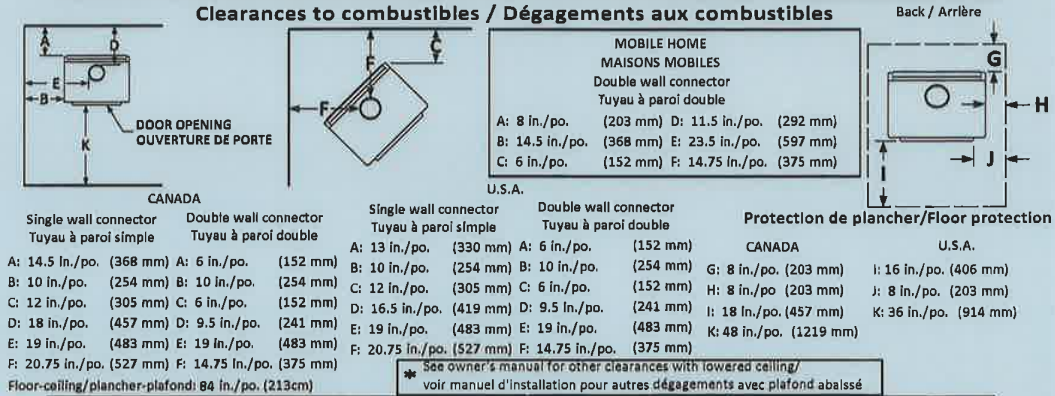 Clearances to combustibles / Dégagements aux combustibles
Back / Arrière
A
D
E
B
K
DOOR OPENING
OUVERTURE DE PORTE
F
C
F
MOBILE HOME
MAISONS MOBILES
Double wall connector
Tuyau à paroi double
A: 8 in./po. (203 mm) D: 11.5 in./po. (292 mm)
B: 14.5 in./po. (368 mm) E: 23.5 in./po. (597 mm)
C: 6 in./po. (152 mm) F: 14.75 in./po. (375 mm)
G
H
I
J
CANADA
Single wall connector
Tuyau à paroi simple
A: 14.5 in./po. (368 mm)
B: 10 in./po. (254 mm)
C: 12 in./po. (305 mm)
D: 18 in./po. (457 mm)
E: 19 in./po. (483 mm)
F: 20.75 in./po. (527 mm)
Double wall connector
Tuyau à paroi double
A: 6 in./po. (152 mm)
B: 10 in./po. (254 mm)
C: 6 in./po. (152 mm)
D: 9.5 in./po. (241 mm)
E: 19 in./po. (483 mm)
F: 14.75 in./po. (375 mm)
Floor-ceiling/plancher-plafond: 84 in./po. (213cm)
U.S.A.
Single wall connector
Tuyau à paroi simple
A: 13 in./po. (330 mm)
B: 10 in./po. (254 mm)
C: 12 in./po. (305 mm)
D: 16.5 in./po. (419 mm)
E: 19 in./po. (483 mm)
F: 20.75 in./po. (527 mm)
Double wall connector
Tuyau à paroi double
A: 6 in./po. (152 mm)
B: 10 in./po. (254 mm)
C: 6 in./po. (152 mm)
D: 9.5 in./po. (241 mm)
E: 19 in./po. (483 mm)
F: 14.75 in./po. (375 mm)
Protection de plancher/Floor protection
CANADA
G: 8 in./po. (203 mm)
H: 8 in./po (203 mm)
I: 18 in./po. (457 mm)
K: 48 in./po. (1219 mm)
U.S.A.
I: 16 in./po. (406 mm)
J: 8 in./po. (203 mm)
K: 36 in./po. (914 mm)
* See owner's manual for other clearances with lowered ceiling/
voir manuel d'installation pour autres dégagements avec plafond abaissé